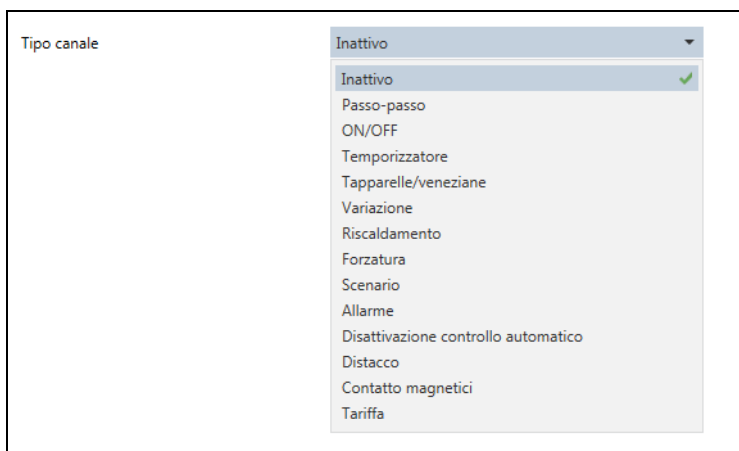 Tipo canale Inattivo
Inattivo
Passo-passo
ON/OFF
Temporizzatore
Tapparelle/veneziane
Variazione
Riscaldamento
Forzatura
Scenario
Allarme
Disattivazione controllo automatico
Distacco
Contatto magnetici
Tariffa